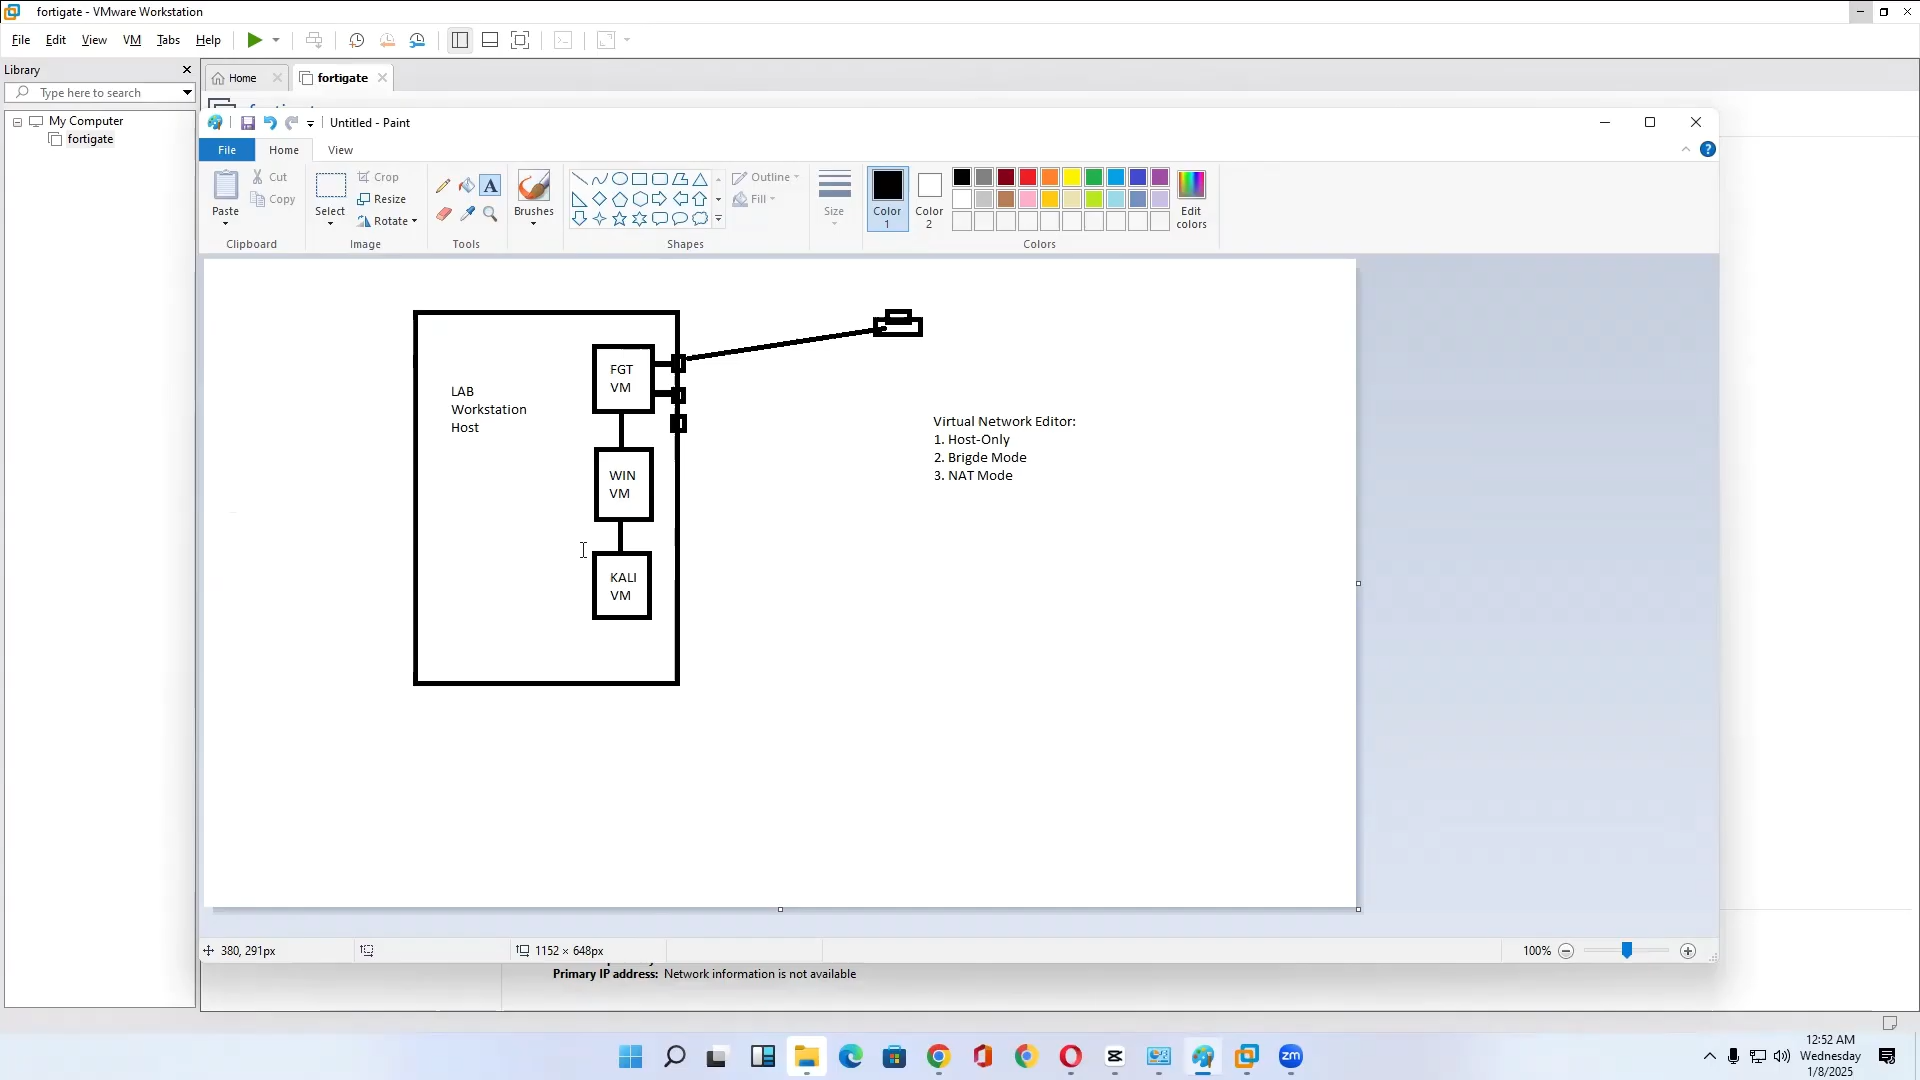 fortigate - VMware Workstation
File Edit View VM Tabs Help
Library
Type here to search
My Computer
fortigate
Home
fortigate
Untitled - Paint
File Home View
Paste
Cut
Copy
Clipboard
Select
Crop
Resize
Rotate
Image
A
Tools
Brushes
Shapes
Outline
Fill
Size
Color
1
Color
2
Edit
colors
Colors
LAB
Workstation
Host
FGT
VM
WIN
VM
KALI
VM
Virtual Network Editor:
1. Host-Only
2. Brigde Mode
3. NAT Mode
380, 291px
1152 × 648px
100%
Primary IP address: Network information is not available
zm
12:52 AM
Wednesday
1/8/2025